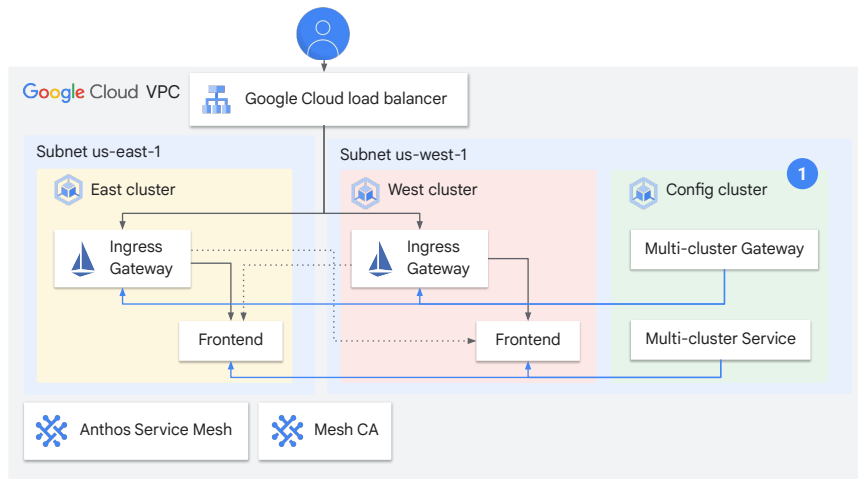 Google Cloud VPC
Google Cloud load balancer
Subnet us-east-1
Subnet us-west-1
East cluster
West cluster
Config cluster
1
Ingress
Gateway
Ingress
Gateway
Multi-cluster Gateway
Frontend
Frontend
Multi-cluster Service
Anthos Service Mesh
Mesh CA